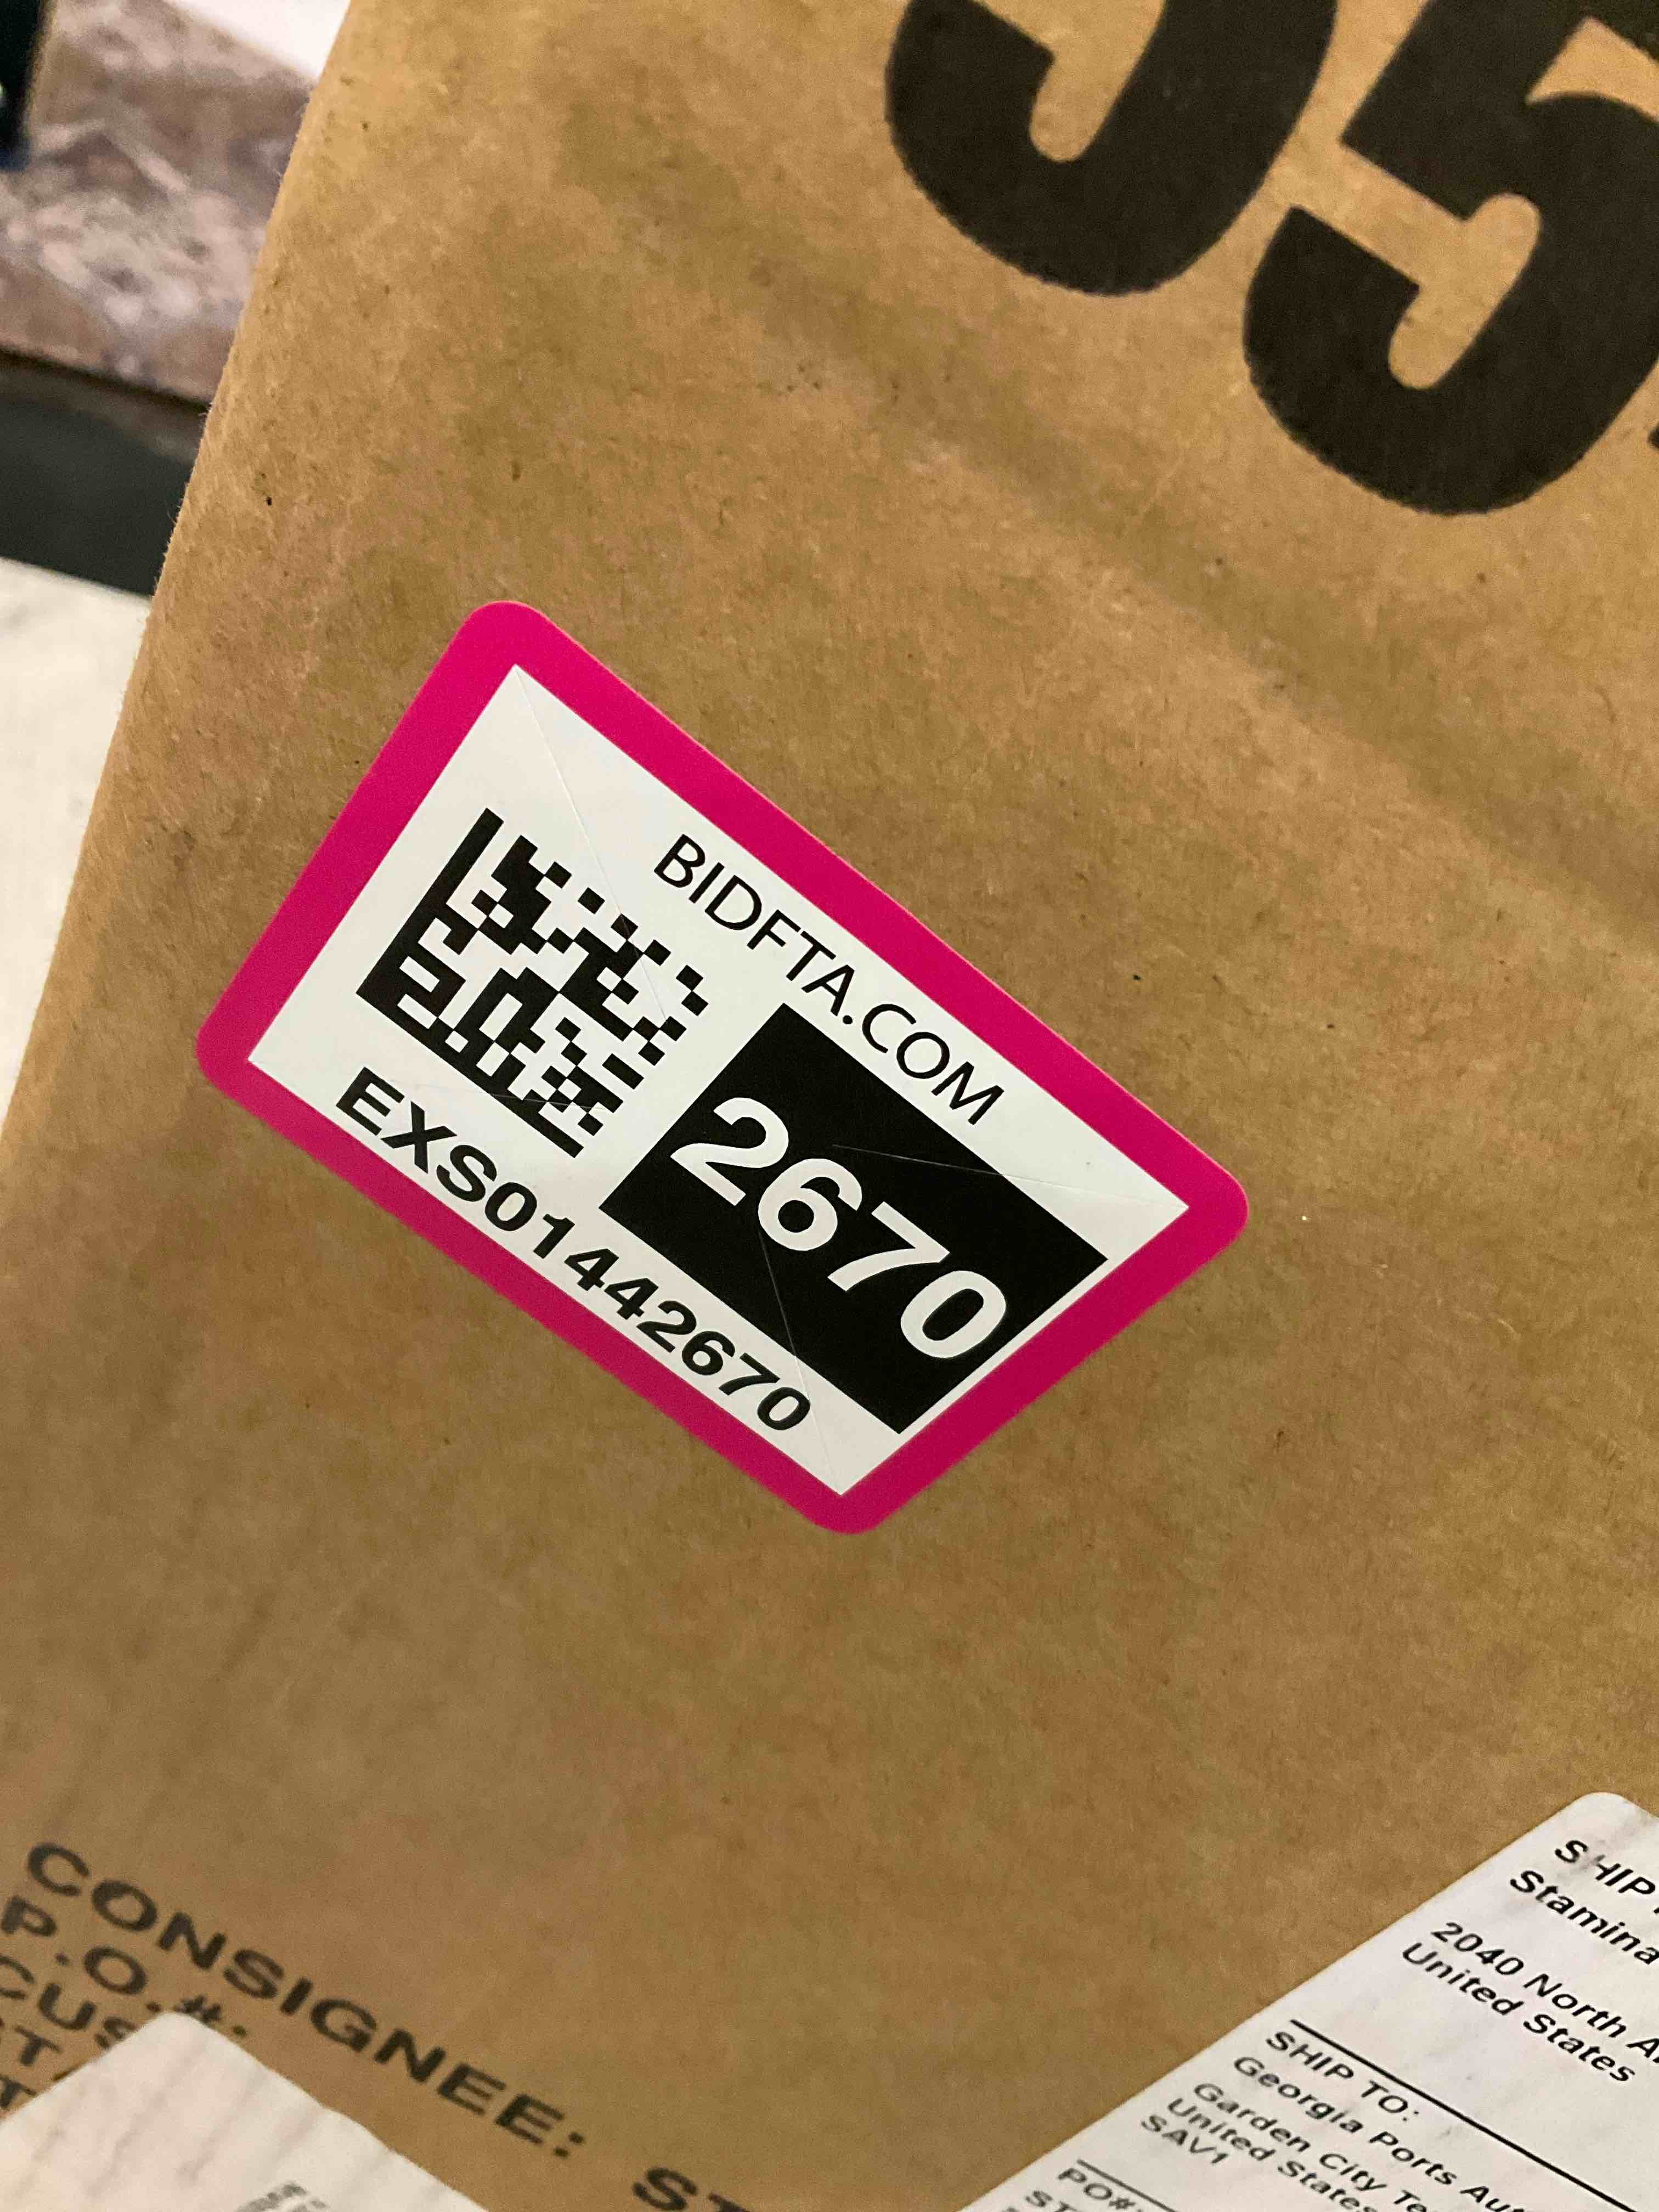 55
BIDFTA.COM
2670
EXS01442670
CONSIGNEE:
P.O.#:
SHIP
Stamina
2040 North
United States
SHIP TO:
Georgia Ports
Garden City
United States
SAV1
PO#